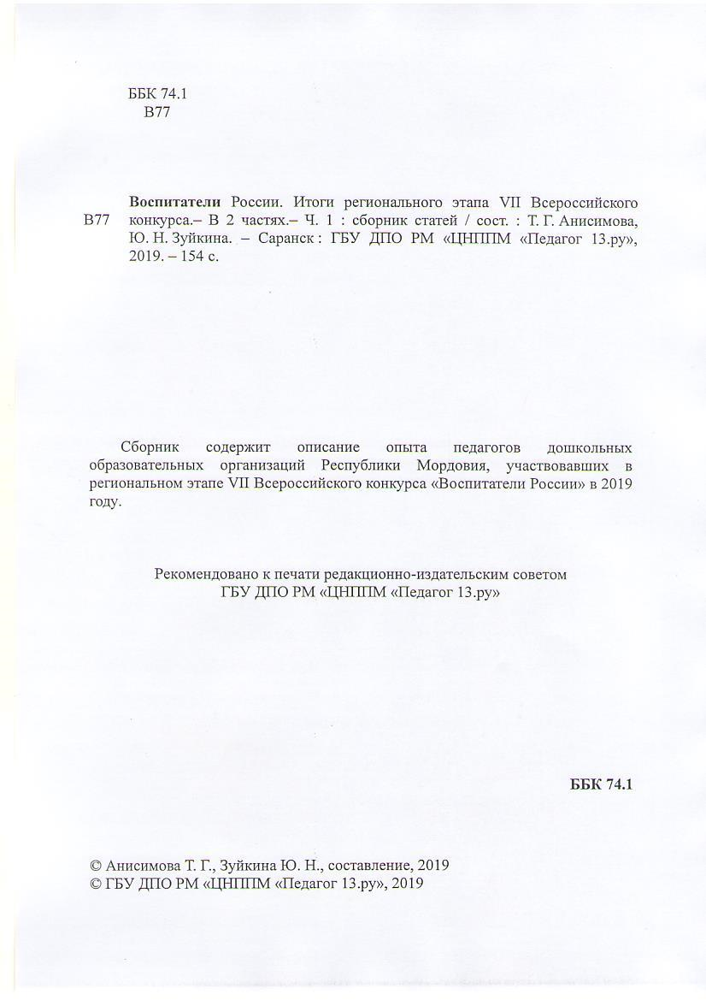 ББК 74.1
В77
Воспитатели России. Итоги регионального этапа VII Всероссийского
В77 конкурса.– В 2 частях.– Ч. 1 : сборник статей / сост. : Т. Г. Анисимова,
Ю. Н. Зуйкина. – Саранск : ГБУ ДПО РМ «ЦНППМ «Педагог 13.ру»,
2019. – 154 с.
Сборник содержит описание опыта педагогов дошкольных
образовательных организаций Республики Мордовия, участвовавших в
региональном этапе VII Всероссийского конкурса «Воспитатели России» в 2019
году.
Рекомендовано к печати редакционно-издательским советом
ГБУ ДПО РМ «ЦНППМ «Педагог 13.ру»
ББК 74.1
© Анисимова Т. Г., Зуйкина Ю. Н., составление, 2019
© ГБУ ДПО РМ «ЦНППМ «Педагог 13.ру», 2019